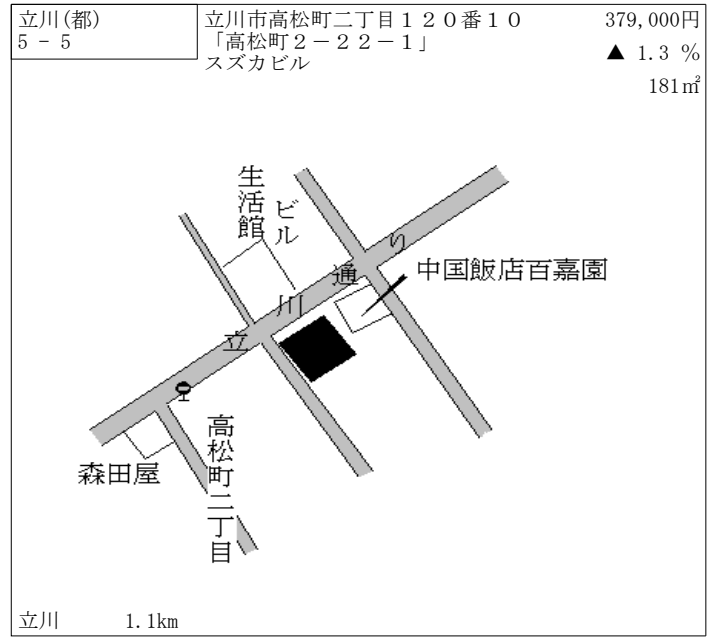 立川(都)
5 - 5
立川市高松町二丁目１２０番１０
「高松町２－２２－１」
スズカビル
379,000円
▲ 1.3 %
181㎡
生活館
ビル
立川通り
中国飯店百嘉園
森田屋
高松町二丁目
立川 1.1km